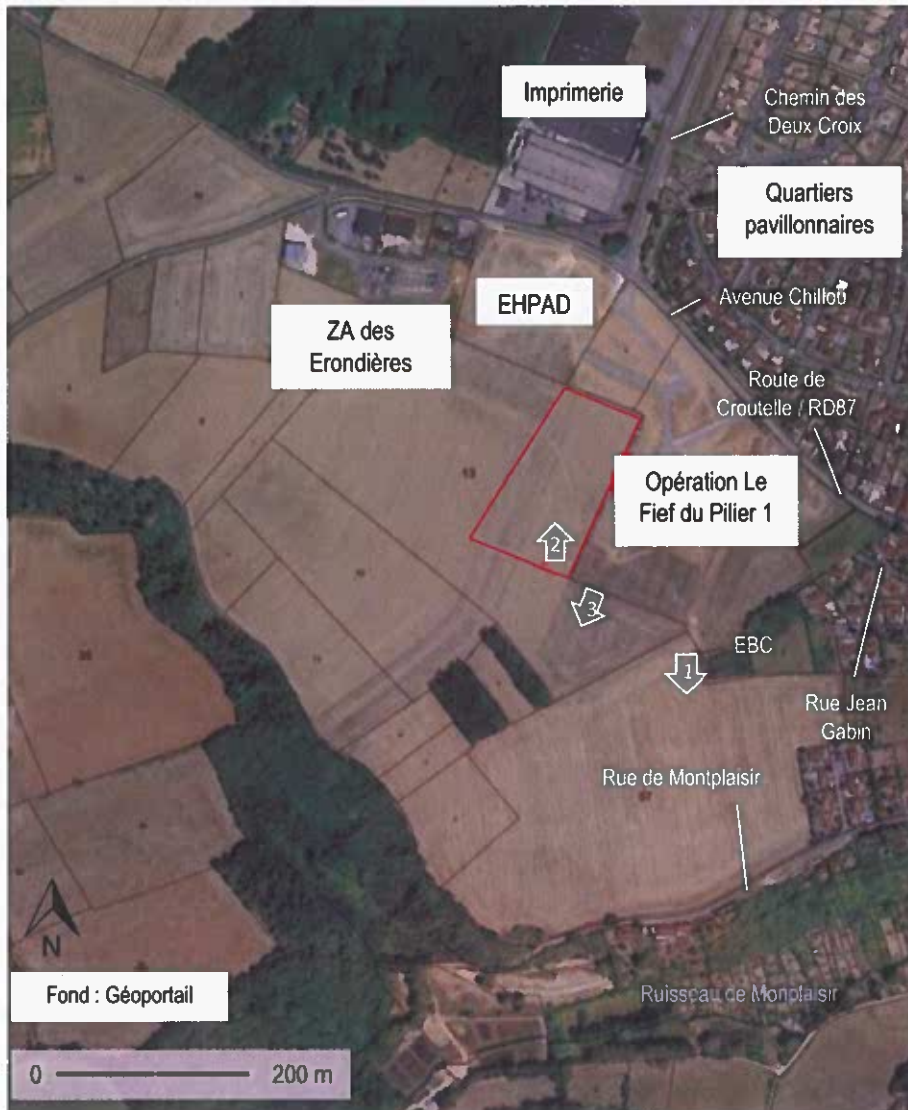 Imprimerie
Chemin des
Deux Croix
Quartiers
pavillonnaires
EHPAD
Avenue Chillou
ZA des
Erondières
Route de
Croutelle / RD87
Opération Le
Fief du Pilier 1
2
3
EBC
1
Rue Jean
Gabin
Rue de Montplaisir
N
Fond : Géoportail
Ruisseau de Monplaisir
0 200 m